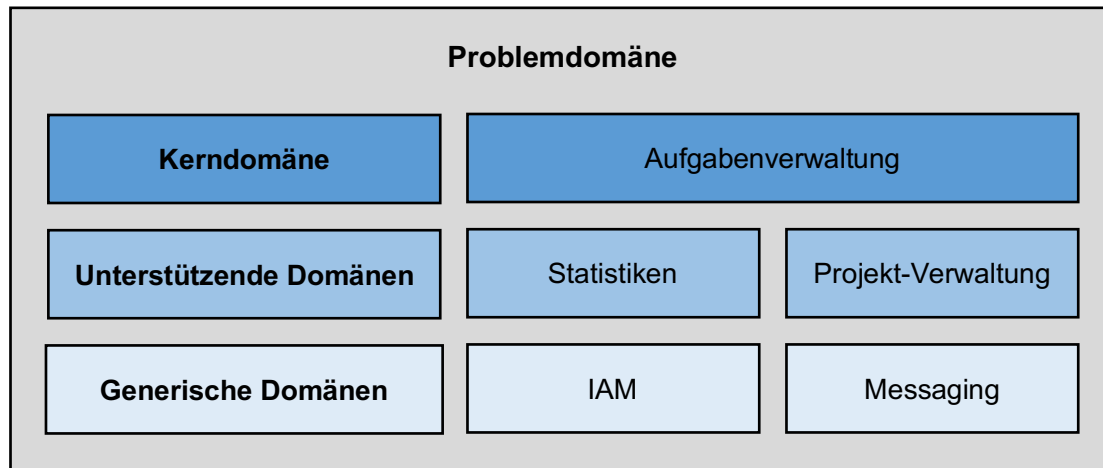 Problemdomäne
Kerndomäne
Aufgabenverwaltung
Unterstützende Domänen
Statistiken
Projekt-Verwaltung
Generische Domänen
IAM
Messaging